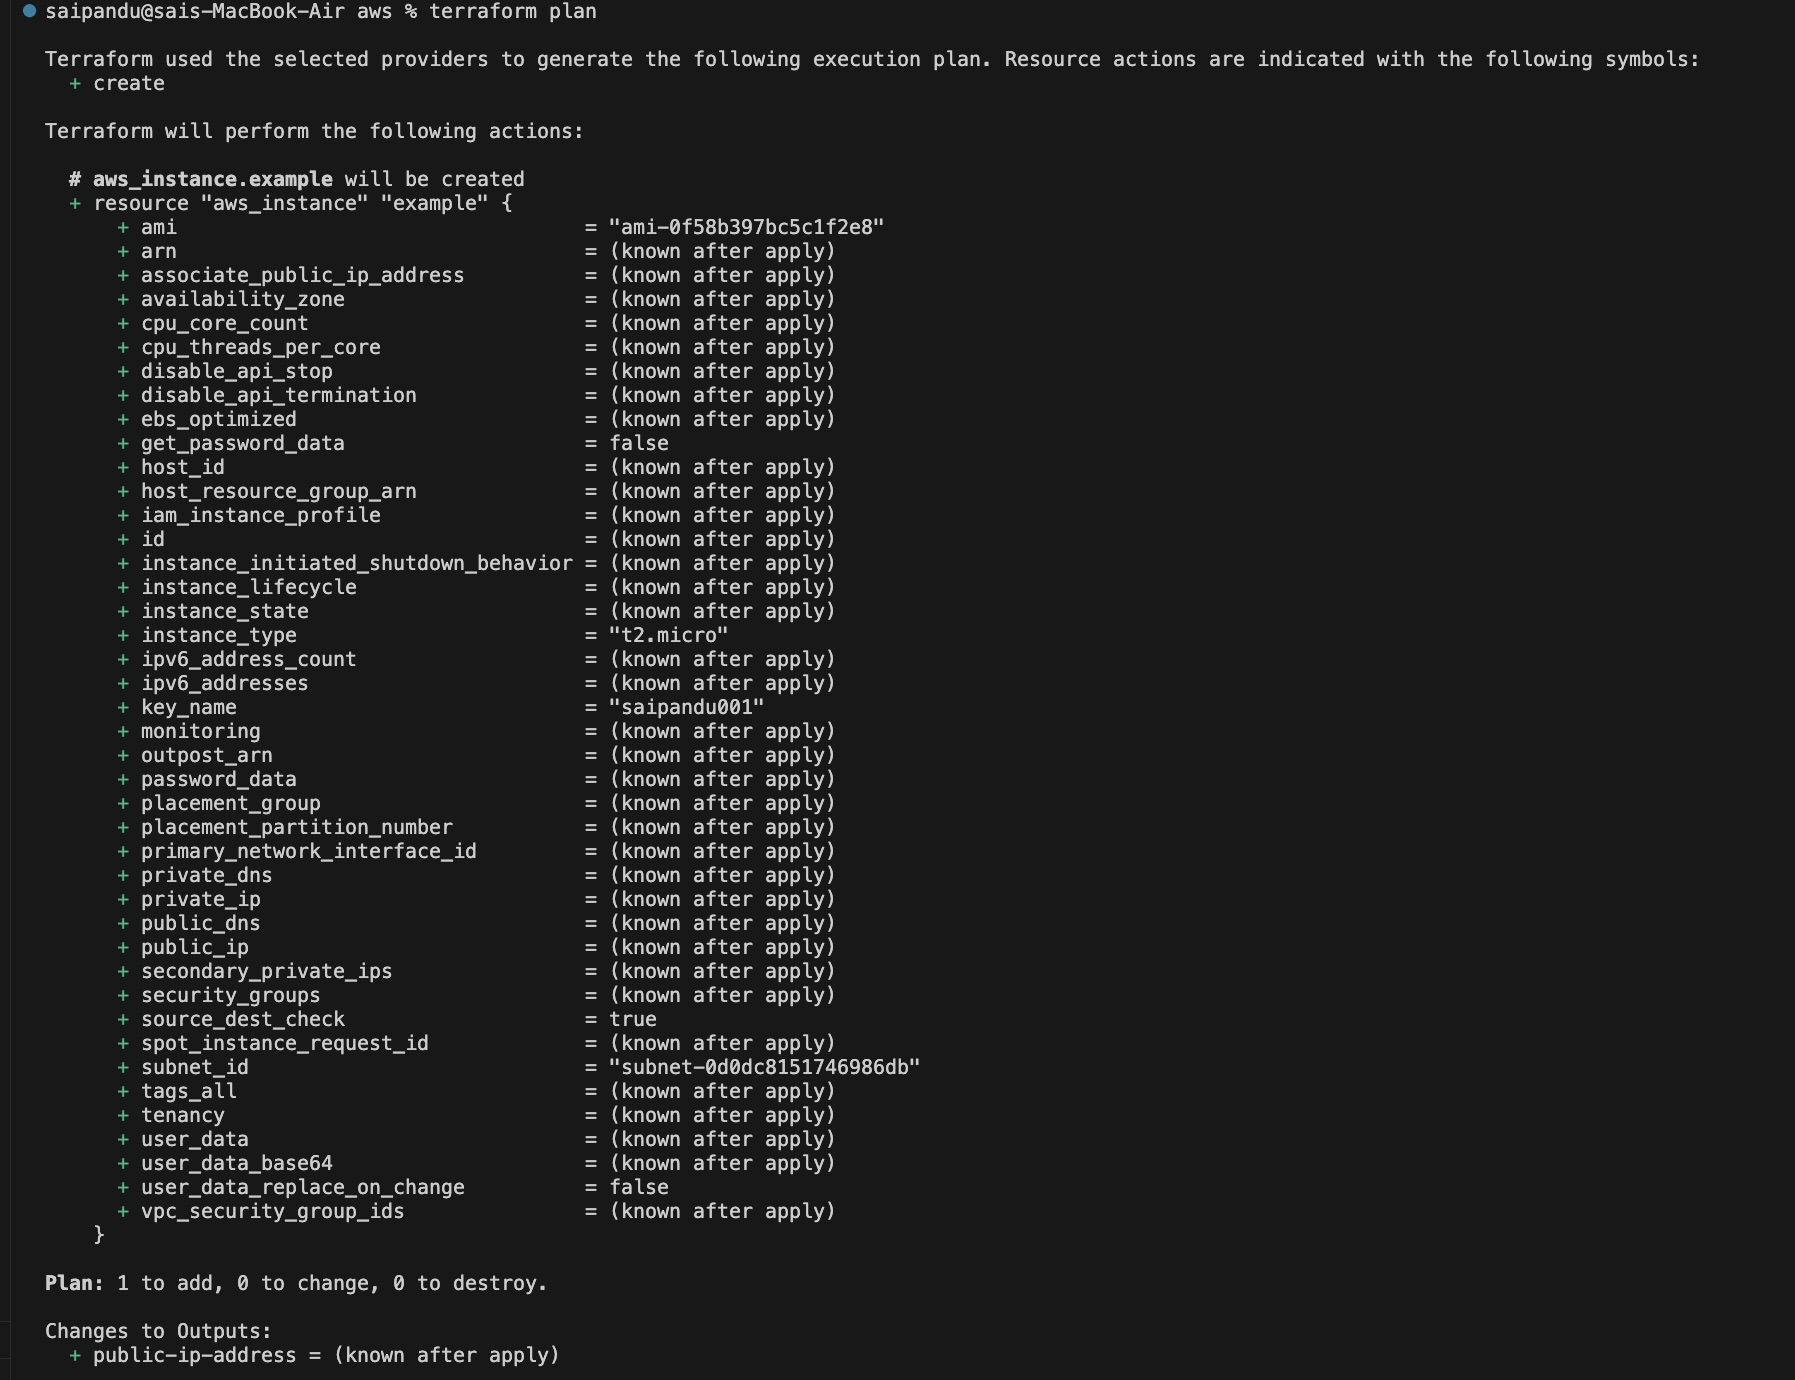 saipandu@sais-MacBook-Air aws % terraform plan
Terraform used the selected providers to generate the following execution plan. Resource actions are indicated with the following symbols:
+ create
Terraform will perform the following actions:
# aws_instance.example will be created
+ resource "aws_instance" "example" {
+ ami = "ami-0f58b397bc5c1f2e8"
+ arn = (known after apply)
+ associate_public_ip_address = (known after apply)
+ availability_zone = (known after apply)
+ cpu_core_count = (known after apply)
+ cpu_threads_per_core = (known after apply)
+ disable_api_stop = (known after apply)
+ disable_api_termination = (known after apply)
+ ebs_optimized = (known after apply)
+ get_password_data = false
+ host_id = (known after apply)
+ host_resource_group_arn = (known after apply)
+ iam_instance_profile = (known after apply)
+ id = (known after apply)
+ instance_initiated_shutdown_behavior = (known after apply)
+ instance_lifecycle = (known after apply)
+ instance_state = (known after apply)
+ instance_type = "t2.micro"
+ ipv6_address_count = (known after apply)
+ ipv6_addresses = (known after apply)
+ key_name = "saipandu001"
+ monitoring = (known after apply)
+ outpost_arn = (known after apply)
+ password_data = (known after apply)
+ placement_group = (known after apply)
+ placement_partition_number = (known after apply)
+ primary_network_interface_id = (known after apply)
+ private_dns = (known after apply)
+ private_ip = (known after apply)
+ public_dns = (known after apply)
+ public_ip = (known after apply)
+ secondary_private_ips = (known after apply)
+ security_groups = (known after apply)
+ source_dest_check = true
+ spot_instance_request_id = (known after apply)
+ subnet_id = "subnet-0d0dc8151746986db"
+ tags_all = (known after apply)
+ tenancy = (known after apply)
+ user_data = (known after apply)
+ user_data_base64 = (known after apply)
+ user_data_replace_on_change = false
+ vpc_security_group_ids = (known after apply)
}
Plan: 1 to add, 0 to change, 0 to destroy.
Changes to Outputs:
+ public-ip-address = (known after apply)